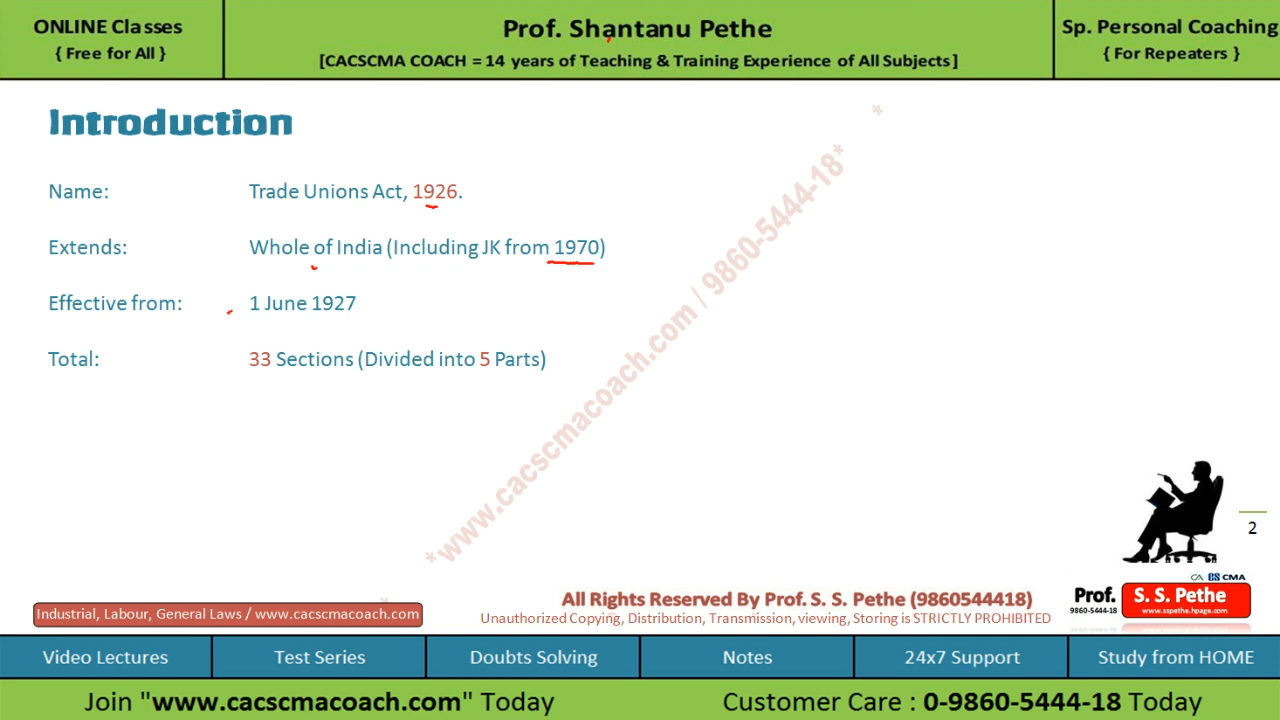 ONLINE Classes
{ Free for All }
Prof. Shantanu Pethe
[CACSCMA COACH = 14 years of Teaching & Training Experience of All Subjects]
Sp. Personal Coaching
{ For Repeaters }
Introduction
Name: Trade Unions Act, 1926.
Extends: Whole of India (Including JK from 1970)
Effective from: 1 June 1927
Total: 33 Sections (Divided into 5 Parts)
*www.cacscmacoach.com / 9860-5444-18*
2
CA CS CMA
Prof. S. S. Pethe
9860-5444-18 www.sspethe.hpage.com
Industrial, Labour, General Laws / www.cacscmacoach.com
All Rights Reserved By Prof. S. S. Pethe (9860544418)
Unauthorized Copying, Distribution, Transmission, viewing, Storing is STRICTLY PROHIBITED
Video Lectures
Test Series
Doubts Solving
Notes
24x7 Support
Study from HOME
Join "www.cacscmacoach.com" Today
Customer Care : 0-9860-5444-18 Today